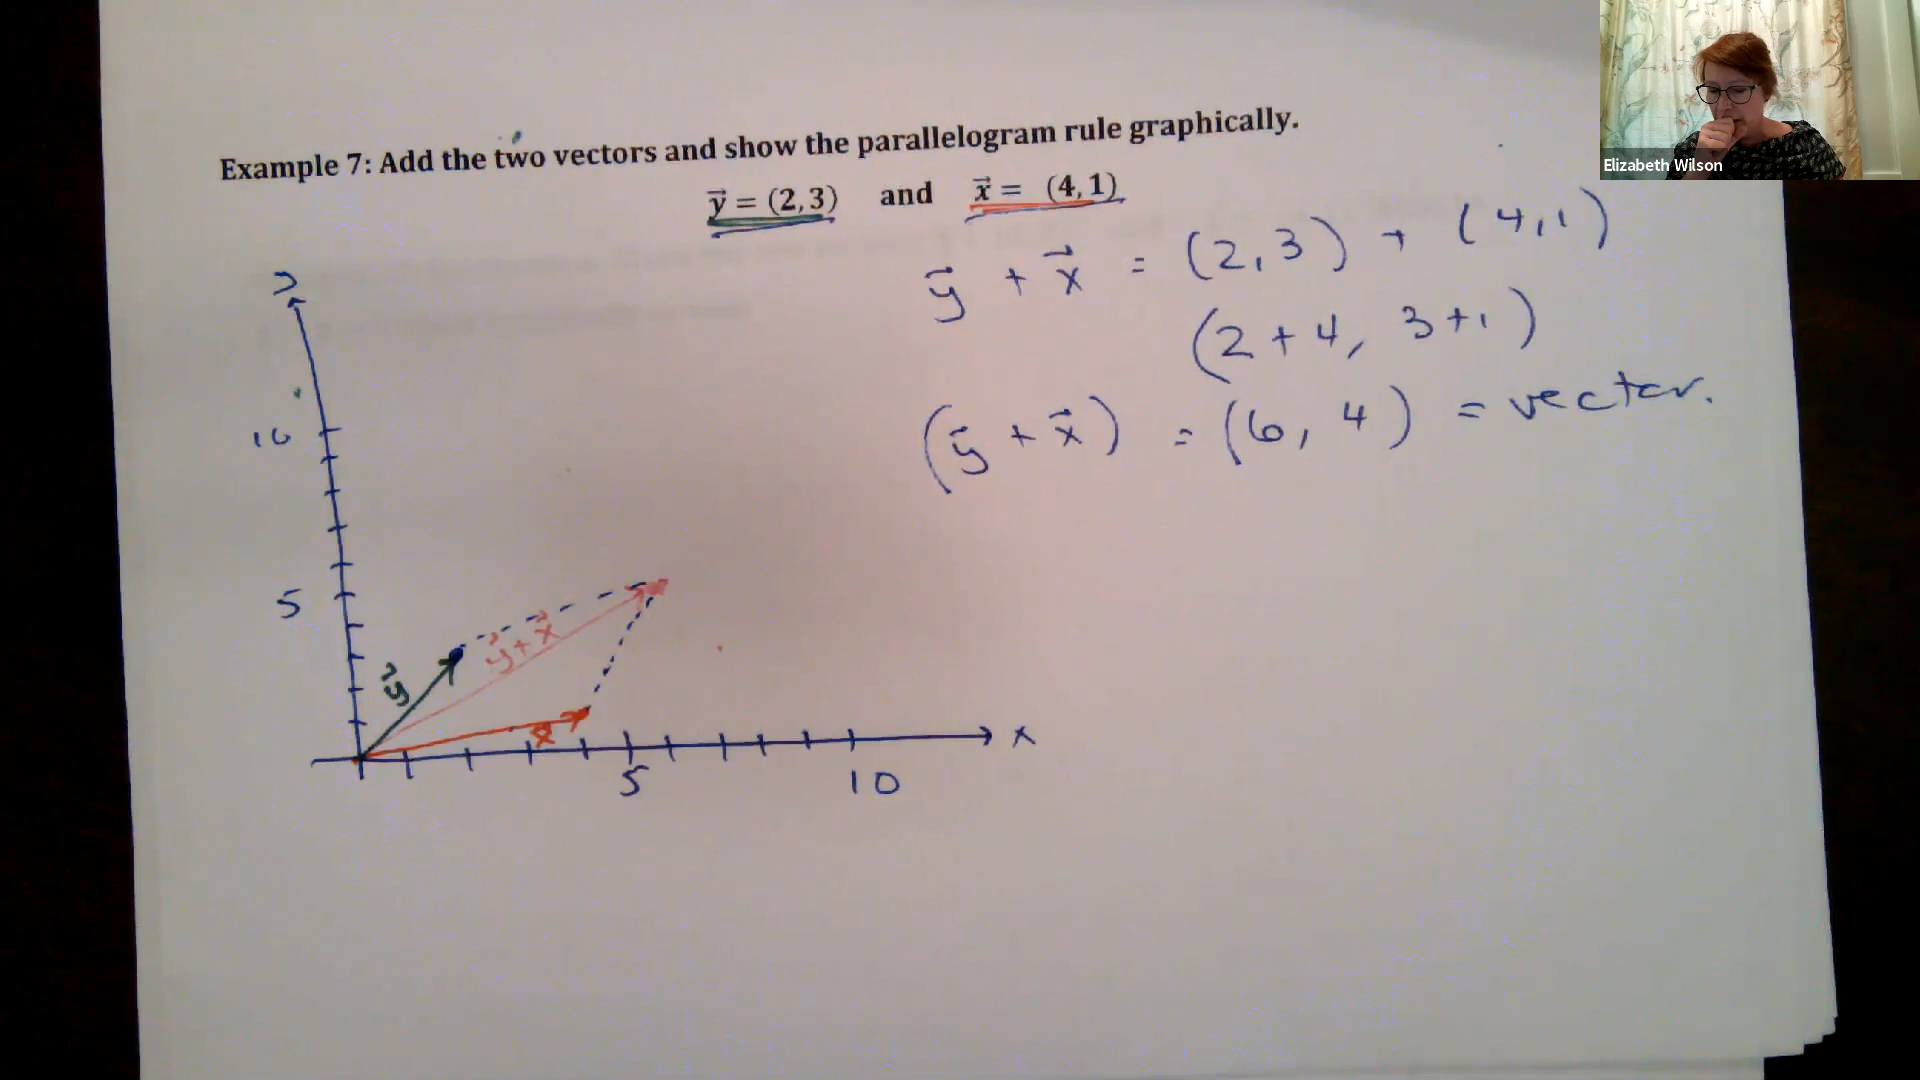 Elizabeth Wilson
Example 7: Add the two vectors and show the parallelogram rule graphically.
y⃗ = (2,3) and x⃗ = (4,1)
y⃗ + x⃗ = (2,3) + (4,1)
(2+4, 3+1)
(y⃗ + x⃗) = (6,4) = vector.
10
5
y⃗ + x⃗
y⃗
x⃗
x
5
10